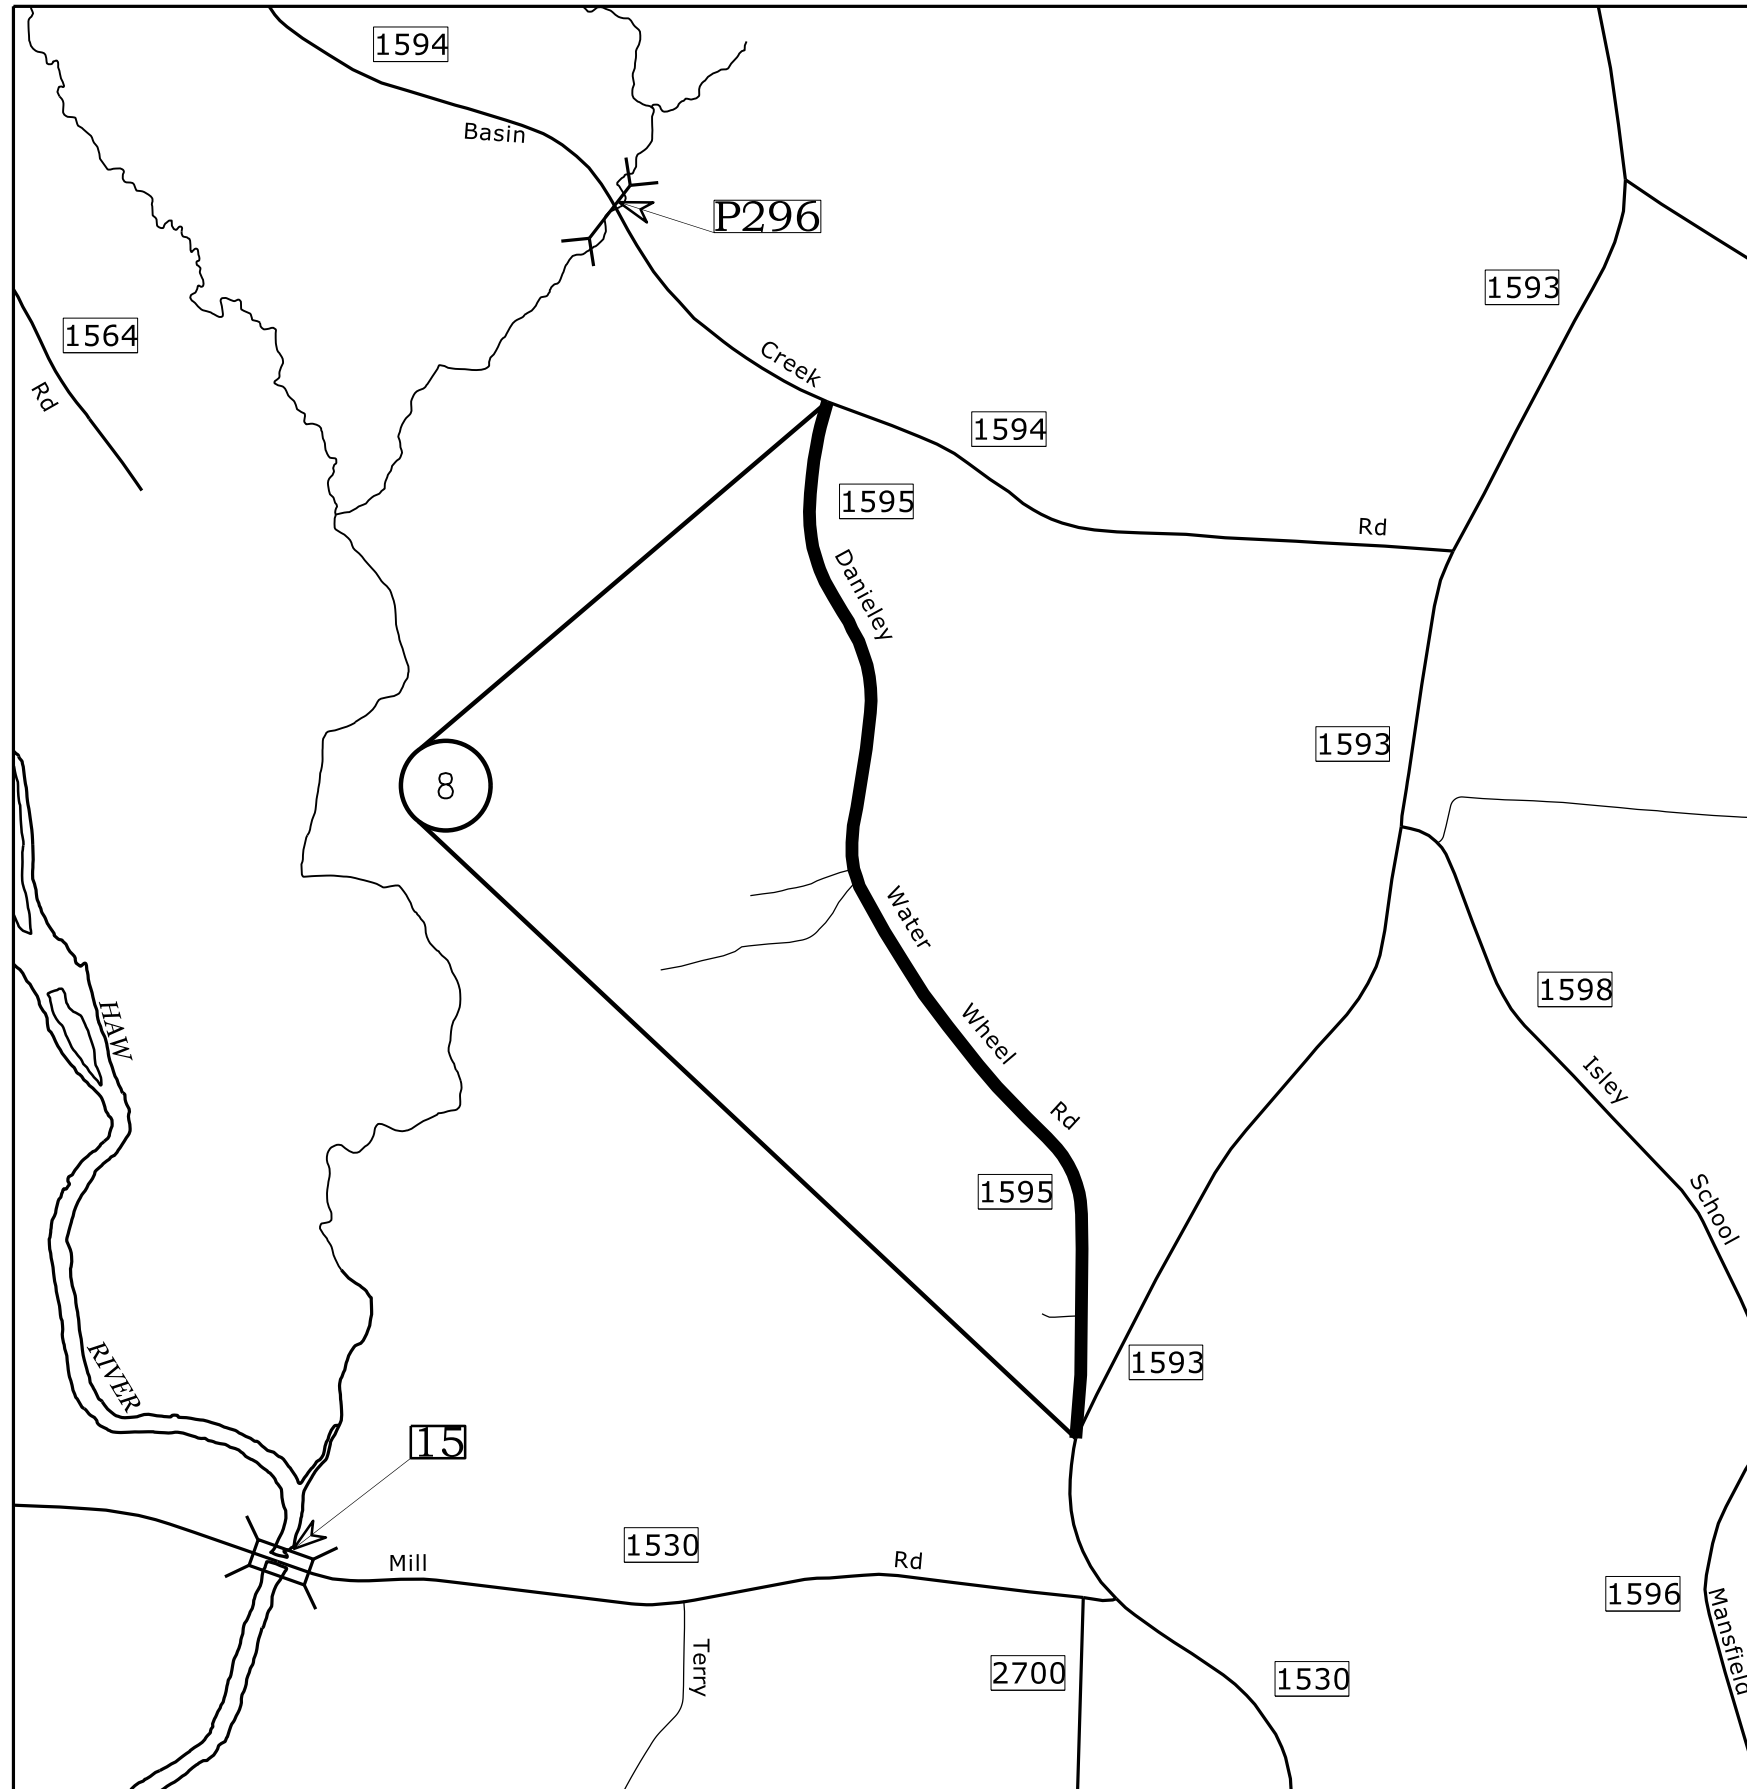 1594
Basin
P296
1593
1564
Rd
Creek
1594
1595
Rd
Danieley
1593
8
Water
1598
HAW
Wheel
Isley
Rd
1595
School
RIVER
1593
15
1530
Mill
Rd
1596
Mansfield
Terry
2700
1530